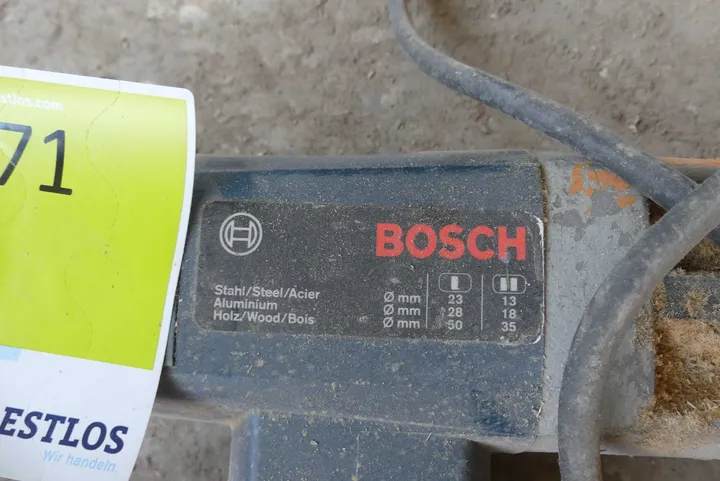 estlos.com
71
ESTLOS
Wir handeln.
BOSCH
Stahl/Steel/Acier Ø mm 23 13
Aluminium Ø mm 28 18
Holz/Wood/Bois Ø mm 50 35